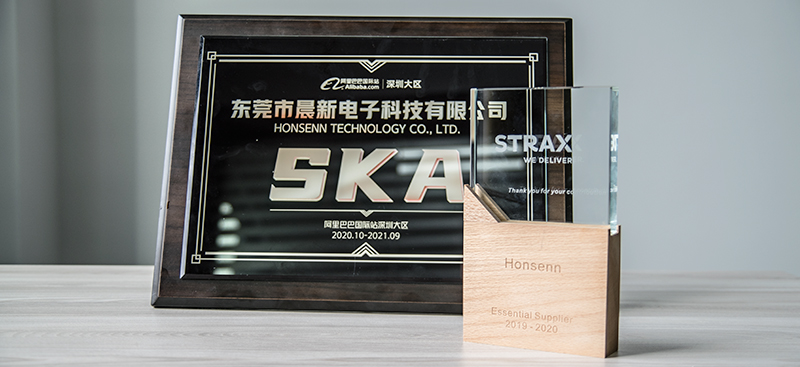 阿里巴巴国际站
Alibaba.com
深圳大区
东莞市晨新电子科技有限公司
HONSENN TECHNOLOGY CO., LTD.
SKA
阿里巴巴国际站深圳大区
2020.10-2021.09
STRAX
WE DELIVER
Thank you for your
Honsenn
Essential Supplier
2019 - 2020